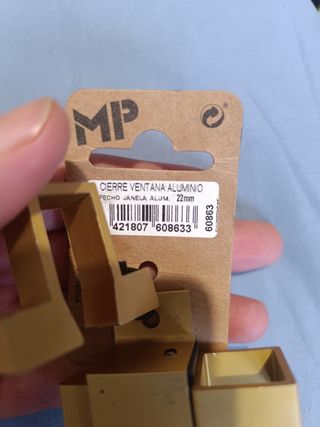 MP
CIERRE VENTANA ALUMINIO
FECHO JANELA ALUM. 22mm
421807 608633
60863